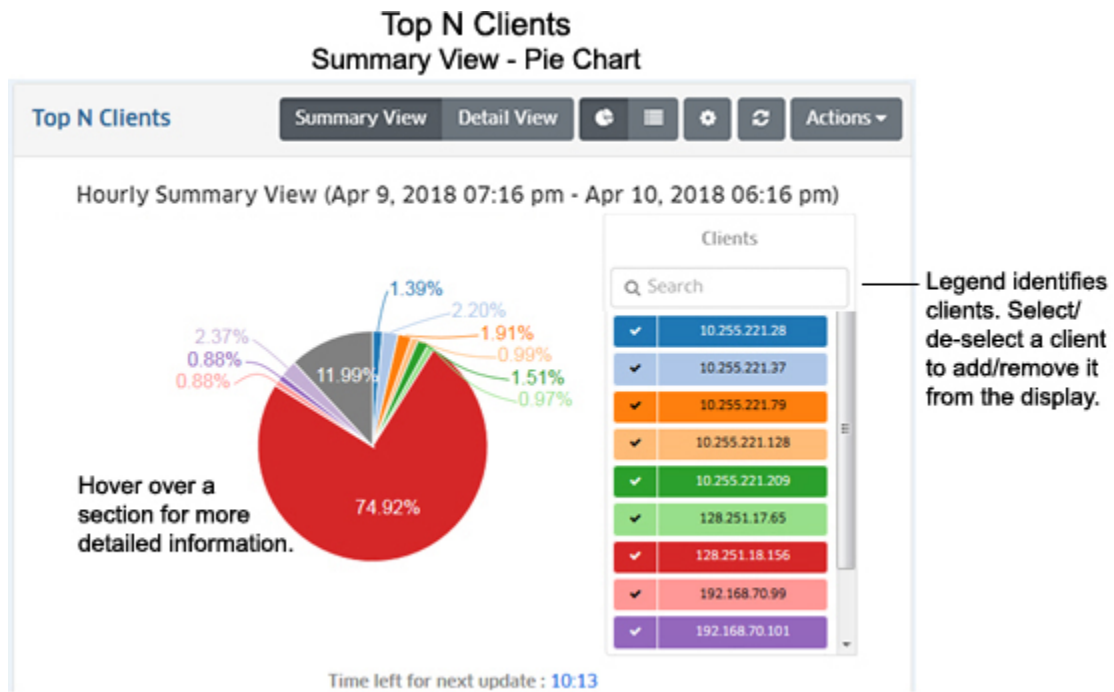 Top N Clients
Summary View - Pie Chart
Top N Clients
Summary View
Detail View
Actions
Hourly Summary View (Apr 9, 2018 07:16 pm - Apr 10, 2018 06:16 pm)
Clients
Search
1.39%
2.20%
1.91%
0.99%
1.51%
0.97%
2.37%
0.88%
0.88%
11.99%
74.92%
Hover over a
section for more
detailed information.
10.255.221.28
10.255.221.37
10.255.221.79
10.255.221.128
10.255.221.209
128.251.17.65
128.251.18.156
192.168.70.99
192.168.70.101
Legend identifies
clients. Select/
de-select a client
to add/remove it
from the display.
Time left for next update : 10:13